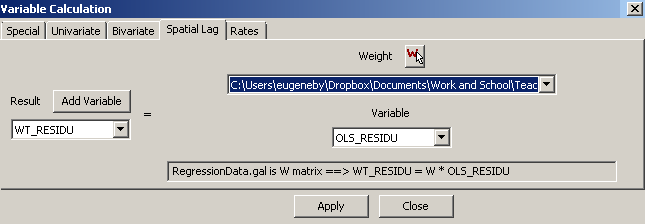 Variable Calculation
Special Univariate Bivariate Spatial Lag Rates
Weight W
C:\Users\eugeneby\Dropbox\Documents\Work and School\Teac
Result Add Variable = Variable
WT_RESIDU OLS_RESIDU
RegressionData.gal is W matrix ==> WT_RESIDU = W * OLS_RESIDU
Apply Close